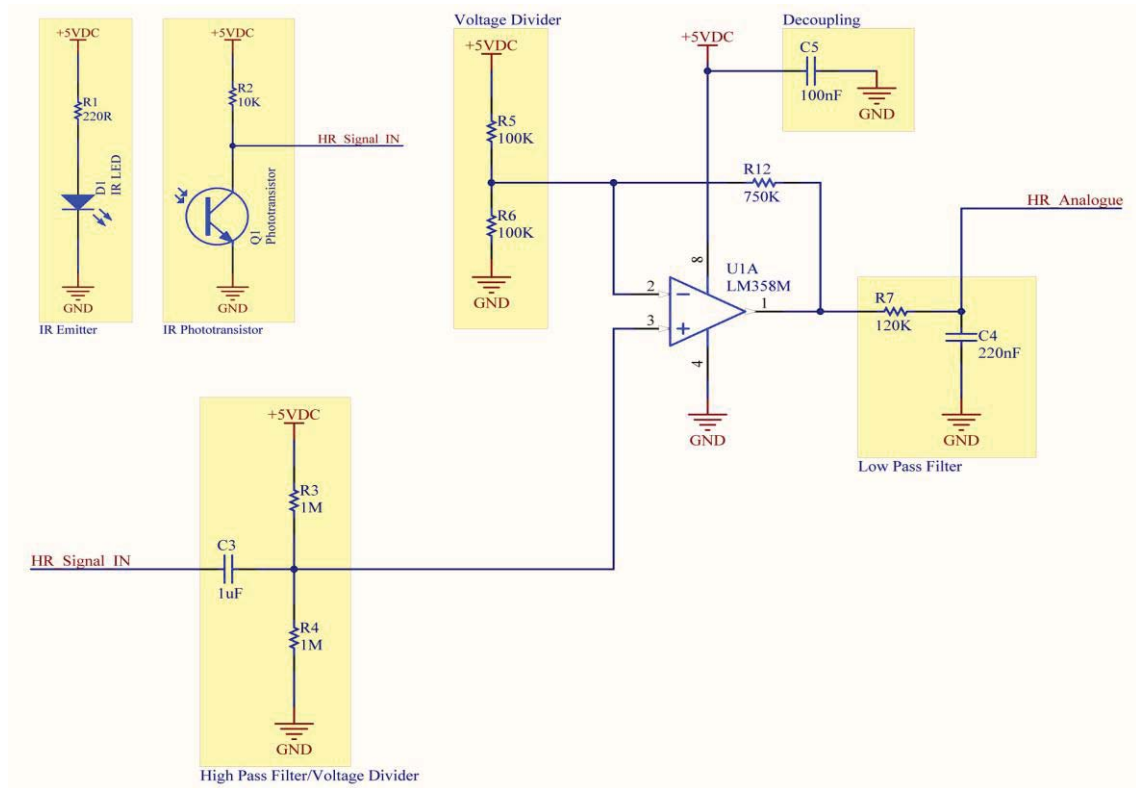 +5VDC
R1
220R
D1
IR LED
GND
IR Emitter
+5VDC
R2
10K
HR_Signal_IN
Q1
Phototransistor
GND
IR Phototransistor
Voltage Divider
+5VDC
R5
100K
R6
100K
GND
+5VDC
Decoupling
C5
100nF
GND
R12
750K
8
U1A
LM358M
2
3
1
4
GND
HR_Analogue
R7
120K
C4
220nF
GND
Low Pass Filter
+5VDC
R3
1M
HR_Signal_IN
C3
1uF
R4
1M
GND
High Pass Filter/Voltage Divider